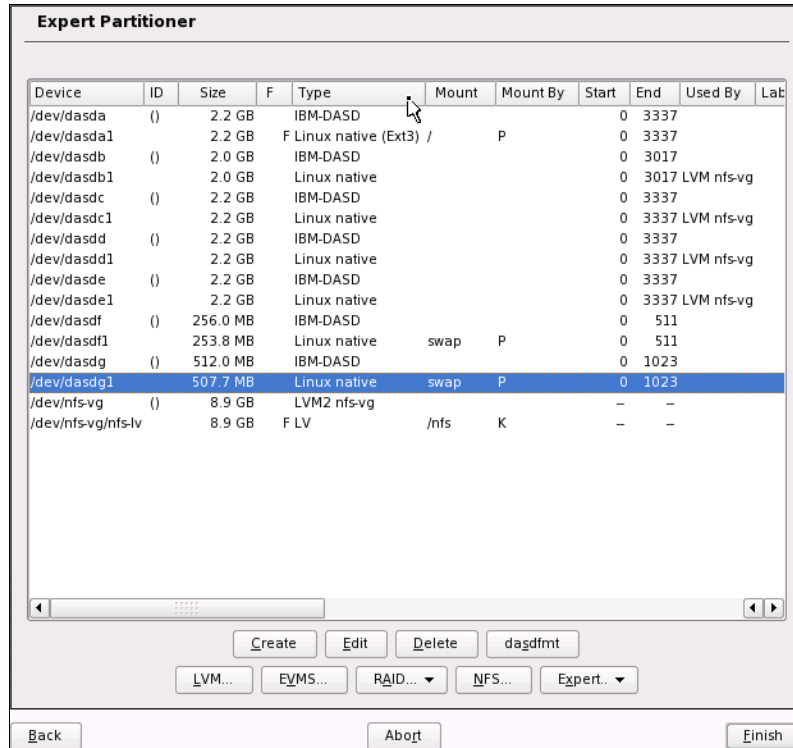 Expert Partitioner
Device ID Size F Type Mount Mount By Start End Used By Lab
/dev/dasda () 2.2 GB IBM-DASD 0 3337
/dev/dasda1 2.2 GB F Linux native (Ext3) / P 0 3337
/dev/dasdb () 2.0 GB IBM-DASD 0 3017
/dev/dasdb1 2.0 GB Linux native 0 3017 LVM nfs-vg
/dev/dasdc () 2.2 GB IBM-DASD 0 3337
/dev/dasdc1 2.2 GB Linux native 0 3337 LVM nfs-vg
/dev/dasdd () 2.2 GB IBM-DASD 0 3337
/dev/dasdd1 2.2 GB Linux native 0 3337 LVM nfs-vg
/dev/dasde () 2.2 GB IBM-DASD 0 3337
/dev/dasde1 2.2 GB Linux native 0 3337 LVM nfs-vg
/dev/dasdf () 256.0 MB IBM-DASD 0 511
/dev/dasdf1 253.8 MB Linux native swap P 0 511
/dev/dasdg () 512.0 MB IBM-DASD 0 1023
/dev/dasdg1 507.7 MB Linux native swap P 0 1023
/dev/nfs-vg () 8.9 GB LVM2 nfs-vg -- --
/dev/nfs-vg/nfs-lv 8.9 GB F LV /nfs K -- --
Create Edit Delete dasdfmt
LVM... EVMS... RAID... NFS... Expert..
Back Abort Finish